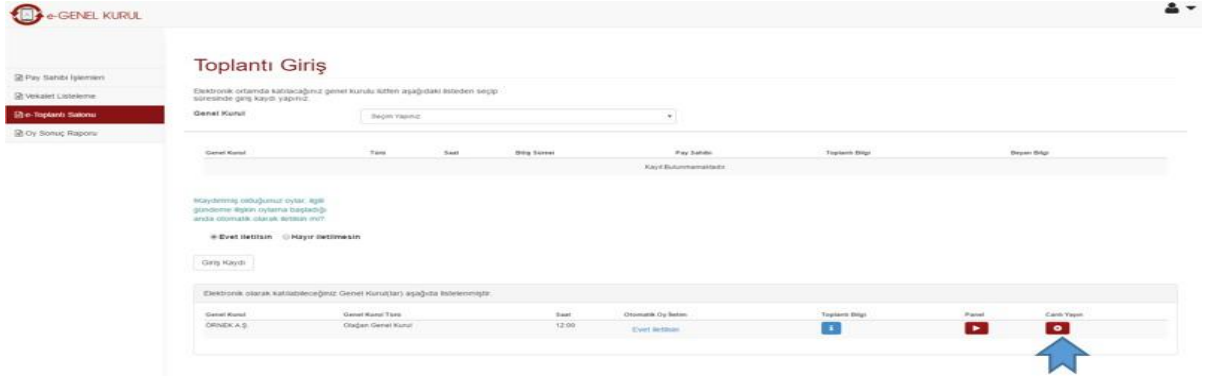 e-GENEL KURUL
Toplantı Giriş
Pay Sahibi İşlemleri
Vekalet Listeleme
e-Toplantı Salonu
Oy Sonuç Raporu
Elektronik ortamda katılacağınız genel kurulu lütfen aşağıdaki listeden seçip
süresinde giriş kaydı yapınız.
Genel Kurul Seçim Yapınız
Genel Kurul Türü Saat Bitiş Süresi Pay Sahibi Toplantı Bilgi Beyan Bilgi
Kayıt Bulunmamaktadır
Kaydetmiş olduğumuz oylar, ilgili
gündeme ilişkin oylama başladığı
anda otomatik olarak iletilsin mi?
Evet iletilsin Hayır iletilmesin
Giriş Kaydı
Elektronik olarak katılabileceğiniz Genel Kurul(lar) aşağıda listelenmiştir.
Genel Kurul Genel Kurul Türü Saat Otomatik Oy İletim Toplantı Bilgi Panel Canlı Yayın
ÖRNEK A.Ş. Olağan Genel Kurul 12:00 Evet iletilsin